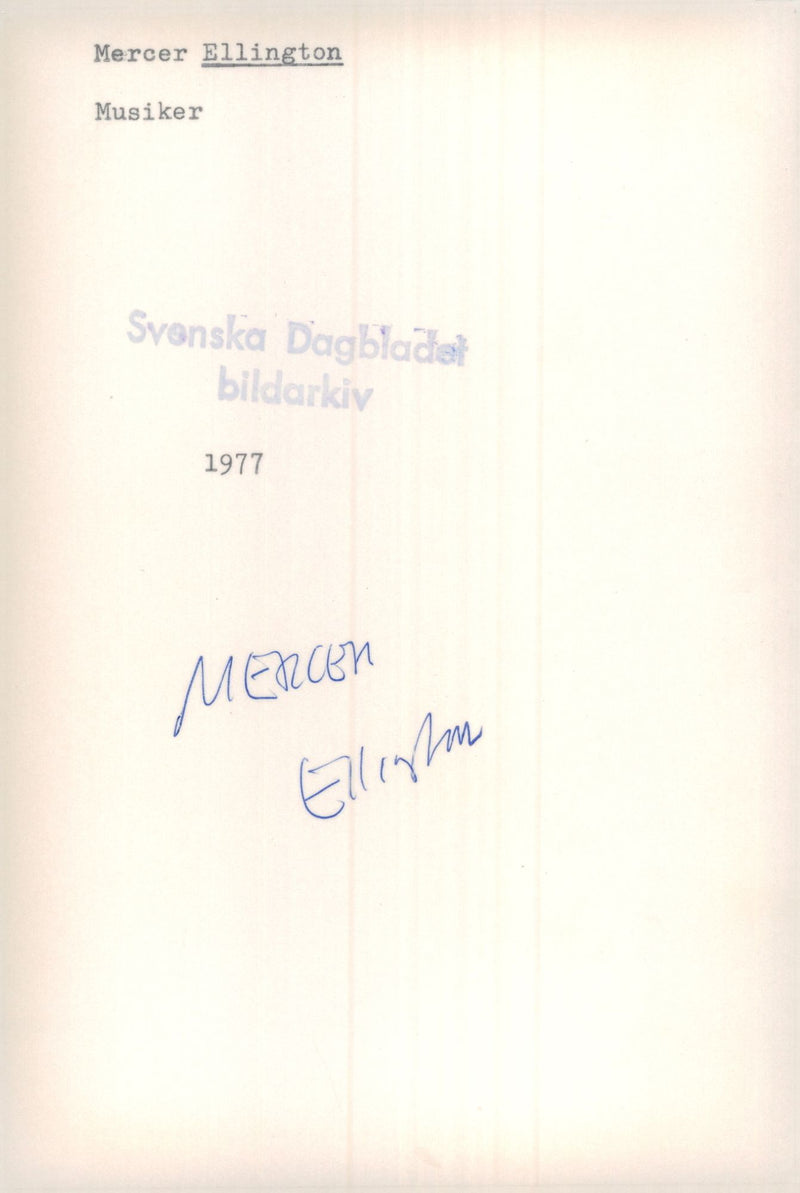 Mercer Ellington
Musiker
Svenska Dagbladet
bildarkiv
1977
MERCER
Ellington